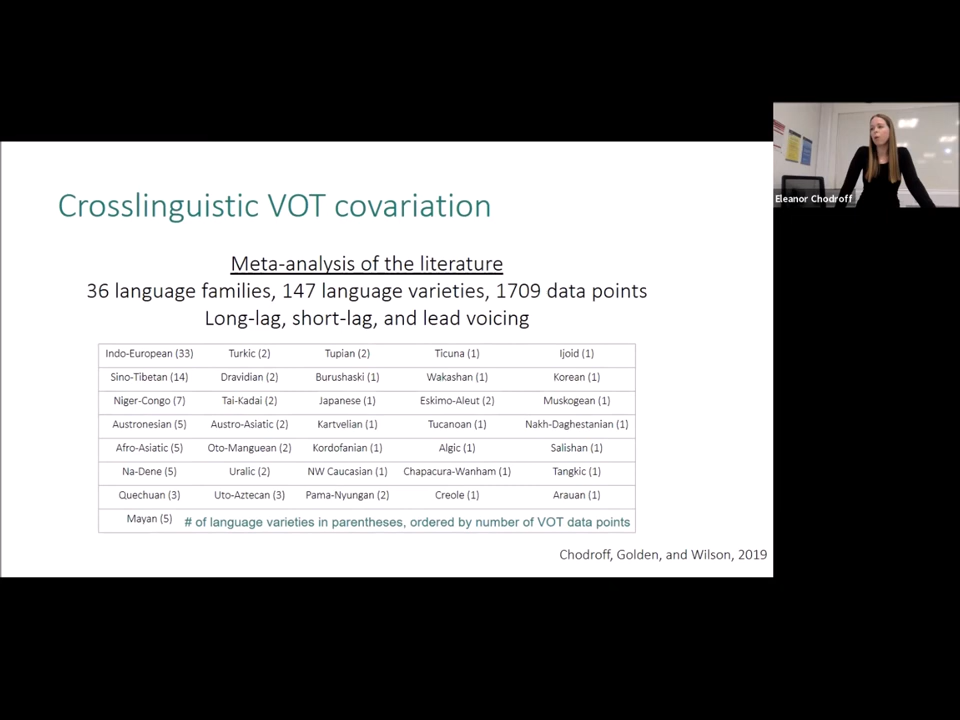 Crosslinguistic VOT covariation
Meta-analysis of the literature
36 language families, 147 language varieties, 1709 data points
Long-lag, short-lag, and lead voicing
Indo-European (33) Turkic (2) Tupian (2) Ticuna (1) Ijoid (1)
Sino-Tibetan (14) Dravidian (2) Burushaski (1) Wakashan (1) Korean (1)
Niger-Congo (7) Tai-Kadai (2) Japanese (1) Eskimo-Aleut (2) Muskogean (1)
Austronesian (5) Austro-Asiatic (2) Kartvelian (1) Tucanoan (1) Nakh-Daghestanian (1)
Afro-Asiatic (5) Oto-Manguean (2) Kordofanian (1) Algic (1) Salishan (1)
Na-Dene (5) Uralic (2) NW Caucasian (1) Chapacura-Wanham (1) Tangkic (1)
Quechuan (3) Uto-Aztecan (3) Pama-Nyungan (2) Creole (1) Arauan (1)
Mayan (5) # of language varieties in parentheses, ordered by number of VOT data points
Chodroff, Golden, and Wilson, 2019
Eleanor Chodroff